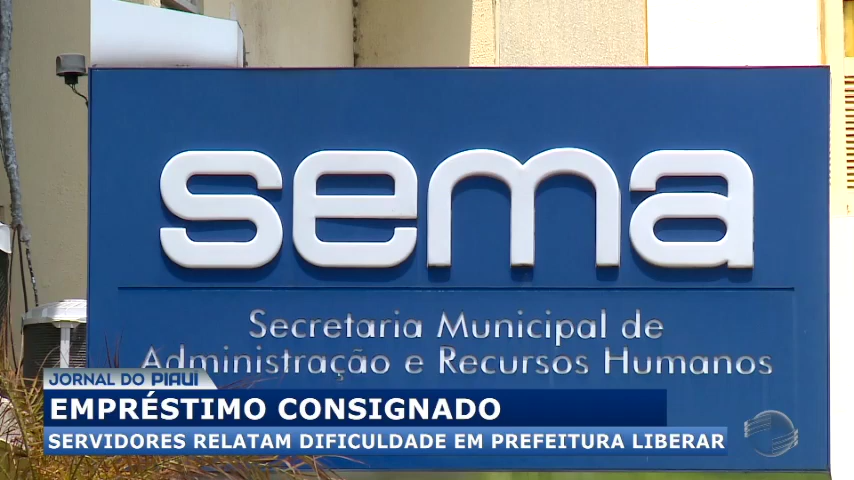 sema
Secretaria Municipal de
Administração e Recursos Humanos
JORNAL DO PIAUÍ
EMPRÉSTIMO CONSIGNADO
SERVIDORES RELATAM DIFICULDADE EM PREFEITURA LIBERAR